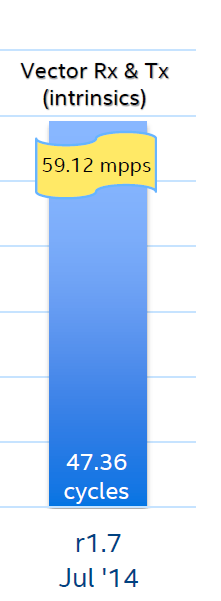 Vector Rx & Tx
(intrinsics)
59.12 mpps
47.36
cycles
r1.7
Jul '14